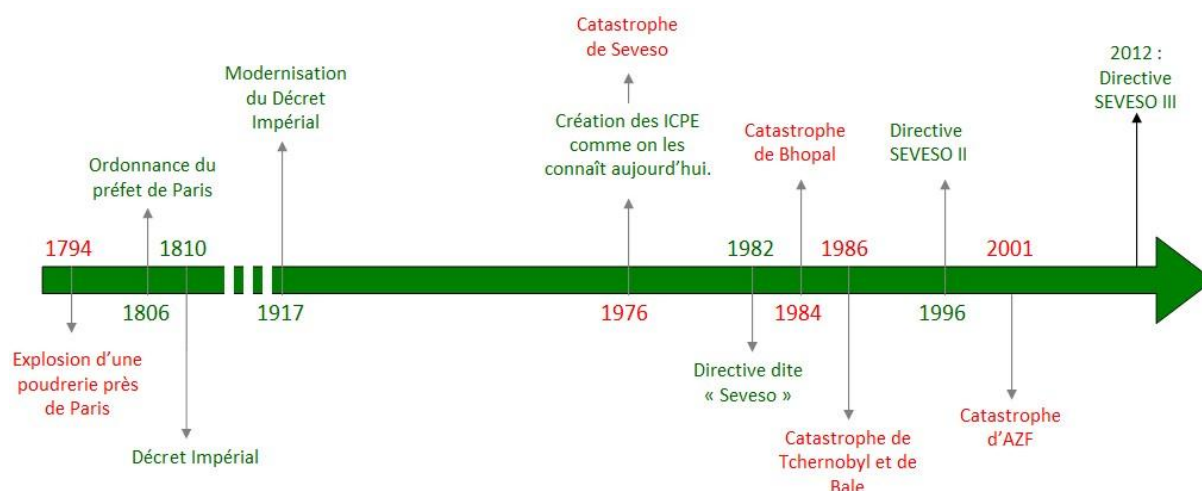 Catastrophe
de Seveso
2012 :
Directive
SEVESO III
Modernisation
du Décret
Impérial
Création des ICPE
comme on les
connaît aujourd’hui.
Catastrophe
de Bhopal
Directive
SEVESO II
Ordonnance du
préfet de Paris
1794
1810
1982
1986
2001
1806
1917
1976
1984
1996
Explosion d’une
poudrerie près
de Paris
Directive dite
« Seveso »
Décret Impérial
Catastrophe de
Tchernobyl et de
Bale
Catastrophe
d’AZF